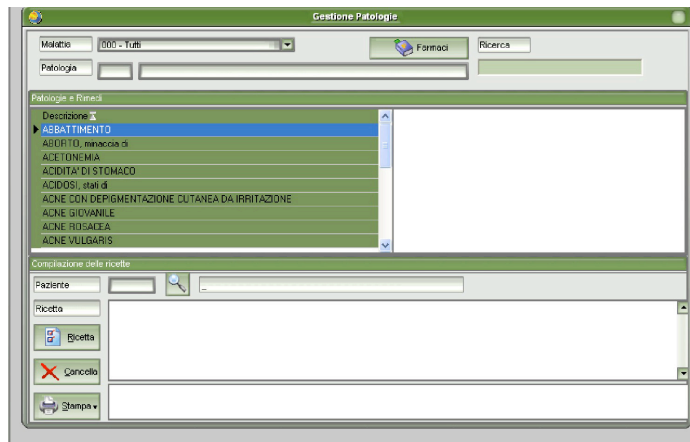 Gestione Patologie
Malattia 000 - Tutti Farmaci Ricerca
Patologia
Patologie e Rimedi
Descrizione
ABBATTIMENTO
ABORTO, minaccia di
ACETONEMIA
ACIDITA' DI STOMACO
ACIDOSI, stati di
ACNE CON DEPIGMENTAZIONE CUTANEA DA IRRITAZIONE
ACNE GIOVANILE
ACNE ROSACEA
ACNE VULGARIS
Compilazione delle ricette
Paziente _
Ricetta
Ricetta
Cancella
Stampa